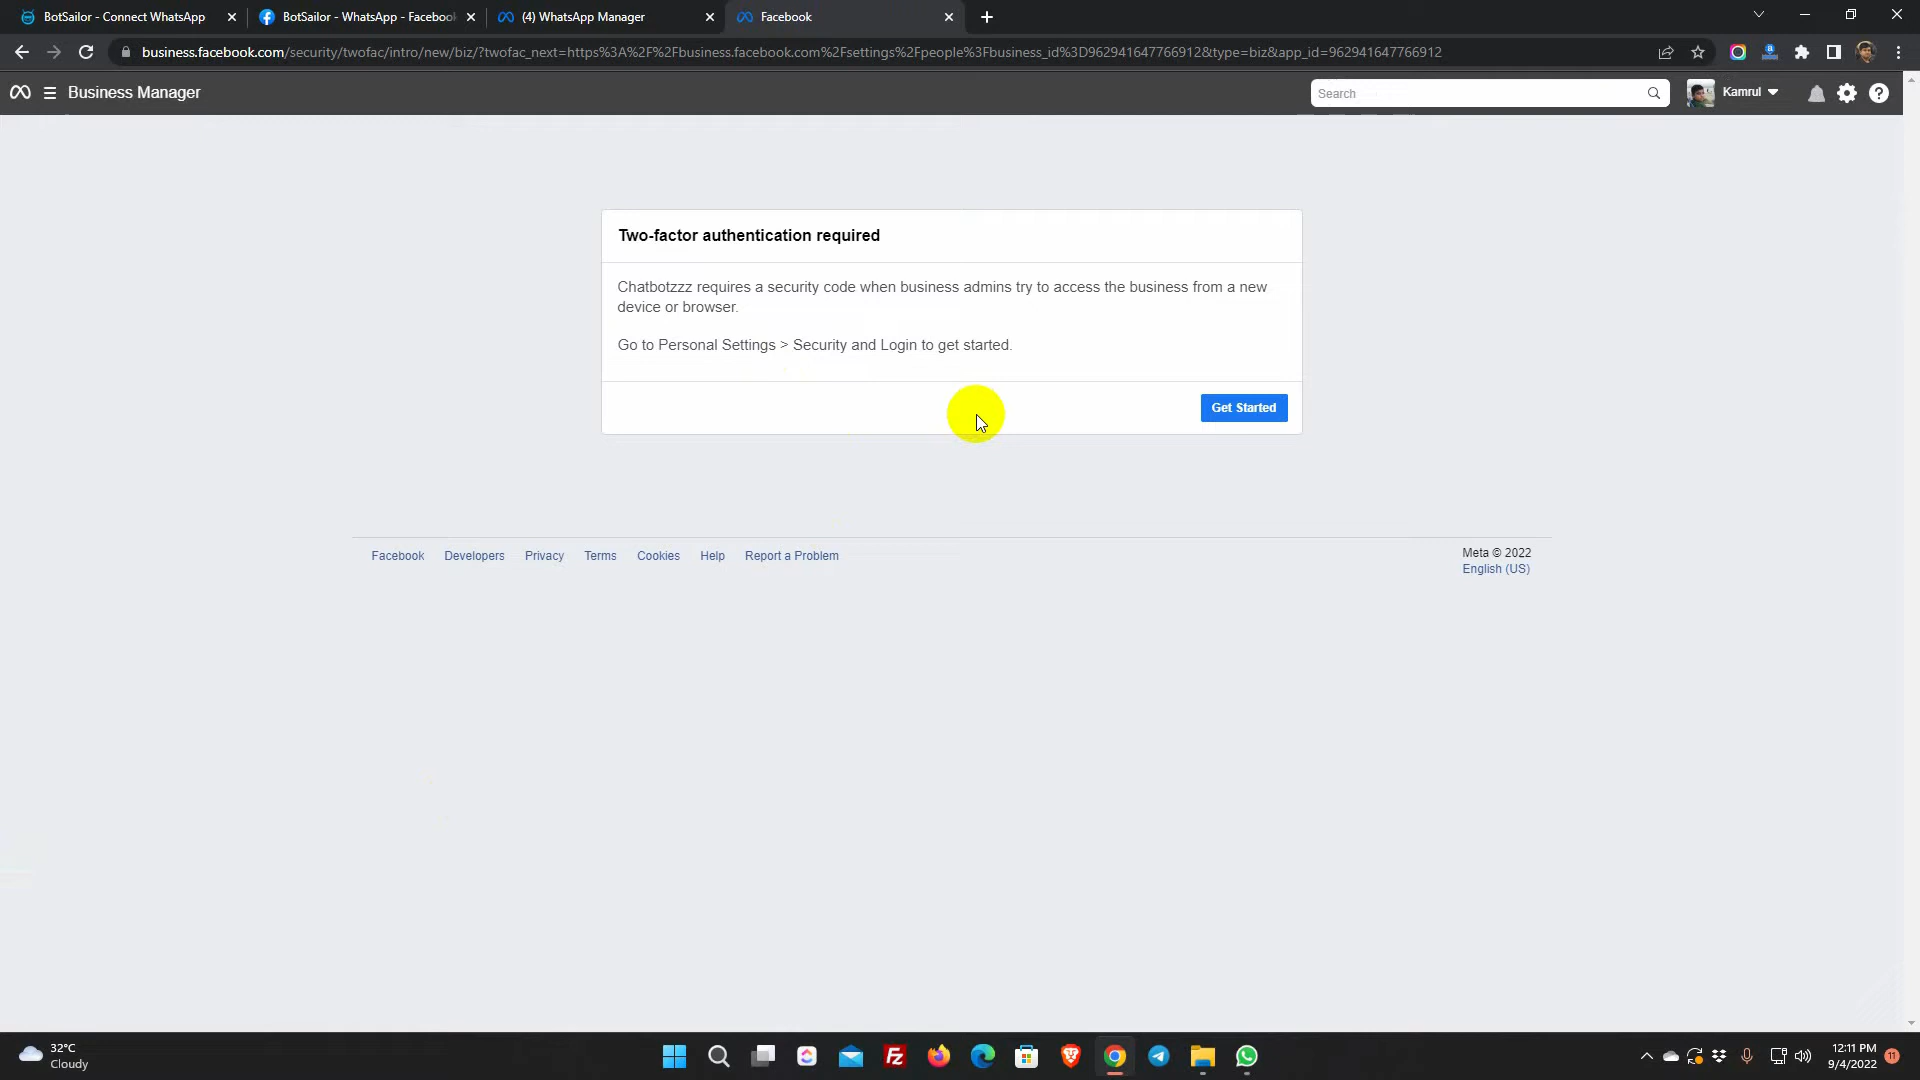 BotSailor - Connect WhatsApp
BotSailor - WhatsApp - Facebook
(4) WhatsApp Manager
Facebook
business.facebook.com/security/twofac/intro/new/biz/?twofac_next=https%3A%2F%2Fbusiness.facebook.com%2Fsettings%2Fpeople%3Fbusiness_id%3D962941647766912&type=biz&app_id=962941647766912
Business Manager
Search
Kamrul
Two-factor authentication required
Chatbotzzz requires a security code when business admins try to access the business from a new
device or browser.
Go to Personal Settings > Security and Login to get started.
Get Started
Facebook Developers Privacy Terms Cookies Help Report a Problem
Meta © 2022
English (US)
32°C
Cloudy
12:11 PM
9/4/2022
11